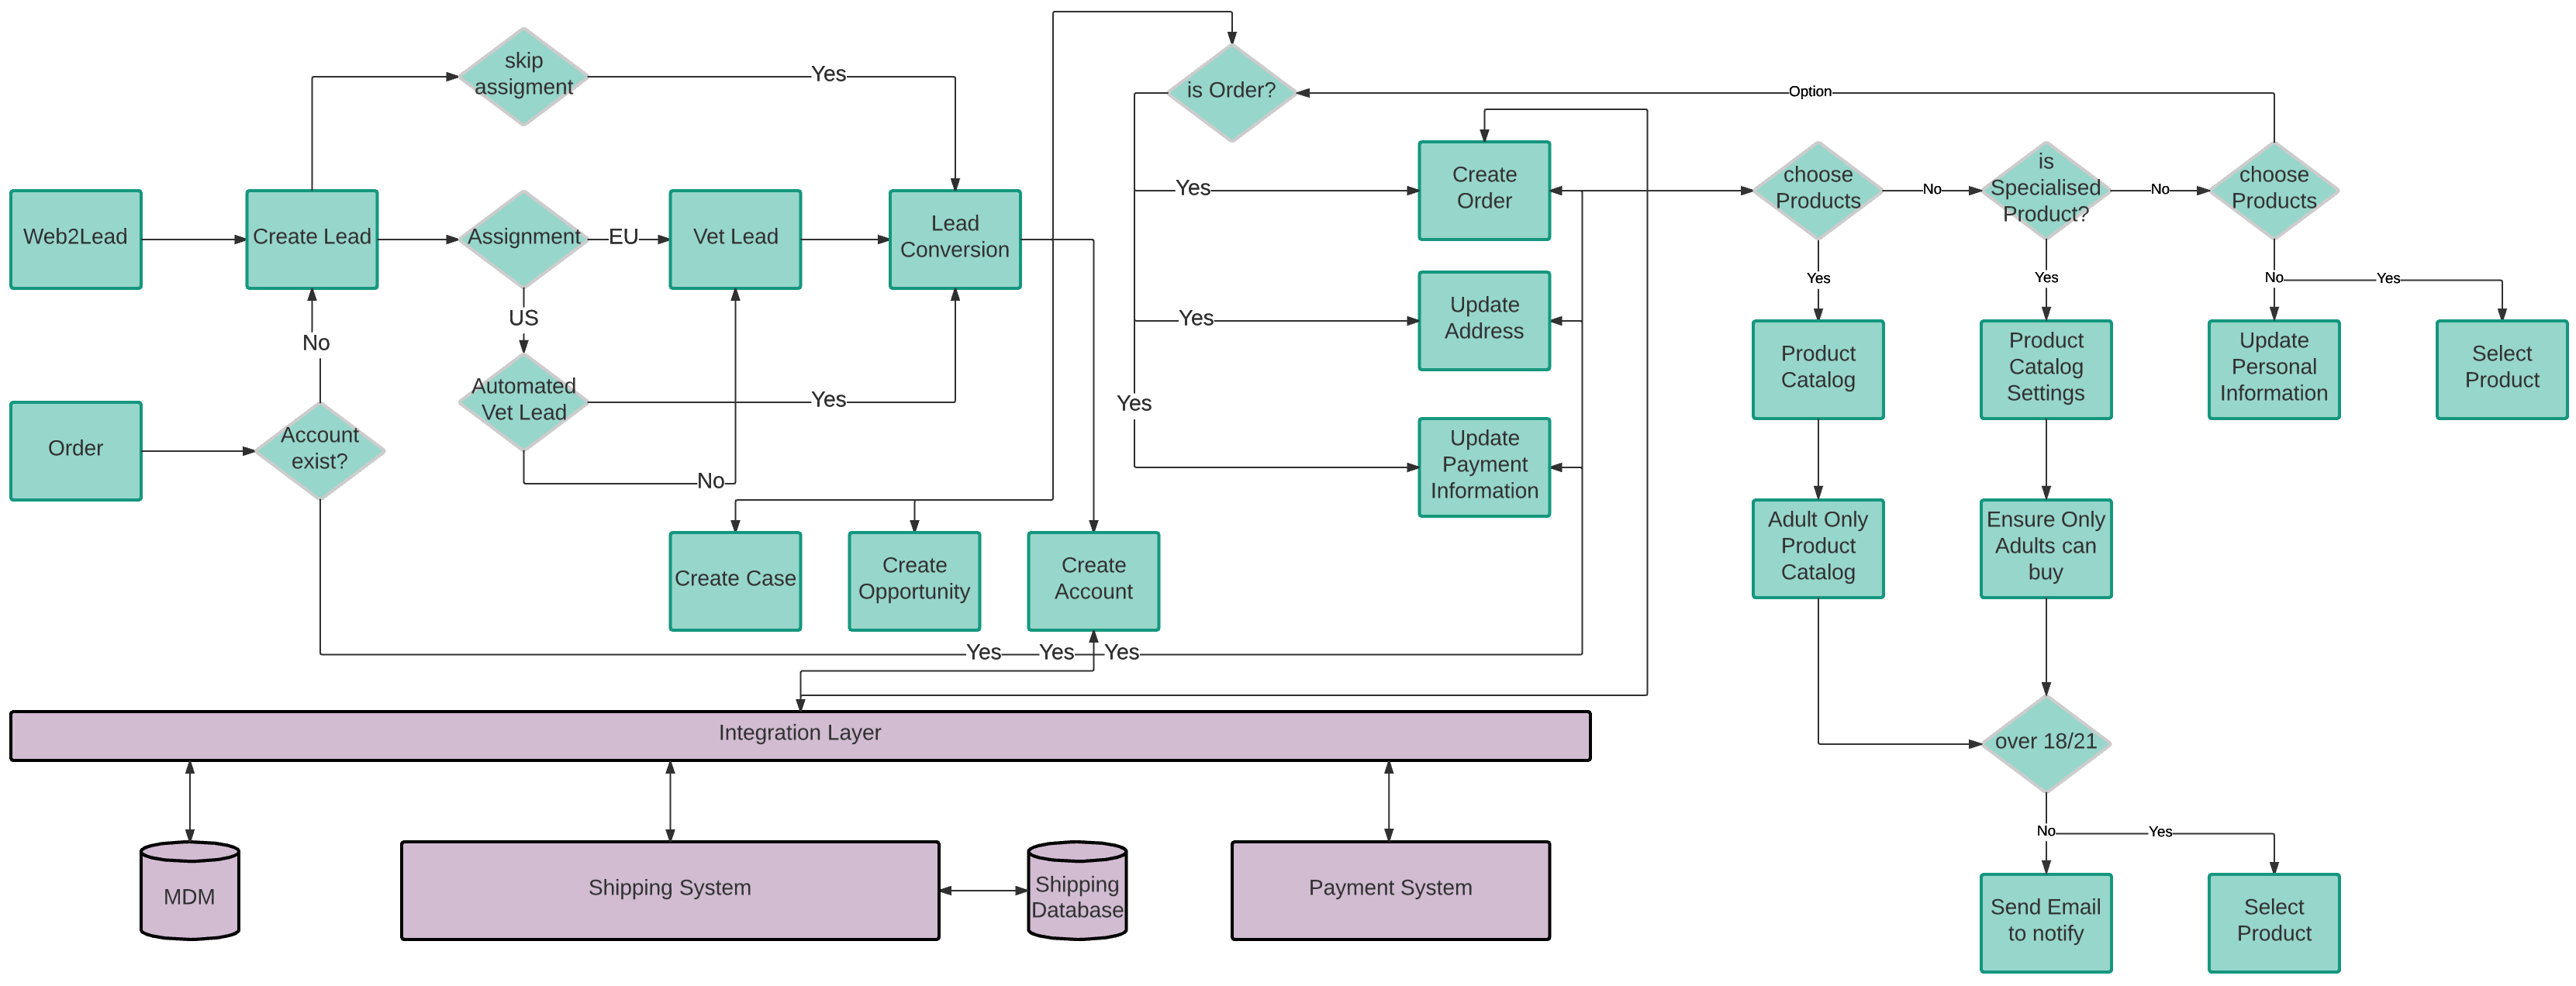 skip
assigment
Yes
is Order?
Option
Web2Lead
Create Lead
Assignment
EU
Vet Lead
Lead
Conversion
Yes
Create
Order
choose
Products
No
is
Specialised
Product?
No
choose
Products
Yes
Yes
No
Yes
US
No
Automated
Vet Lead
Yes
Yes
Update
Address
Yes
Product
Catalog
Product
Catalog
Settings
Update
Personal
Information
Select
Product
Order
Account
exist?
No
Update
Payment
Information
Create Case
Create
Opportunity
Create
Account
Adult Only
Product
Catalog
Ensure Only
Adults can
buy
Yes
Yes
Yes
Integration Layer
over 18/21
MDM
Shipping System
Shipping
Database
Payment System
No
Yes
Send Email
to notify
Select
Product